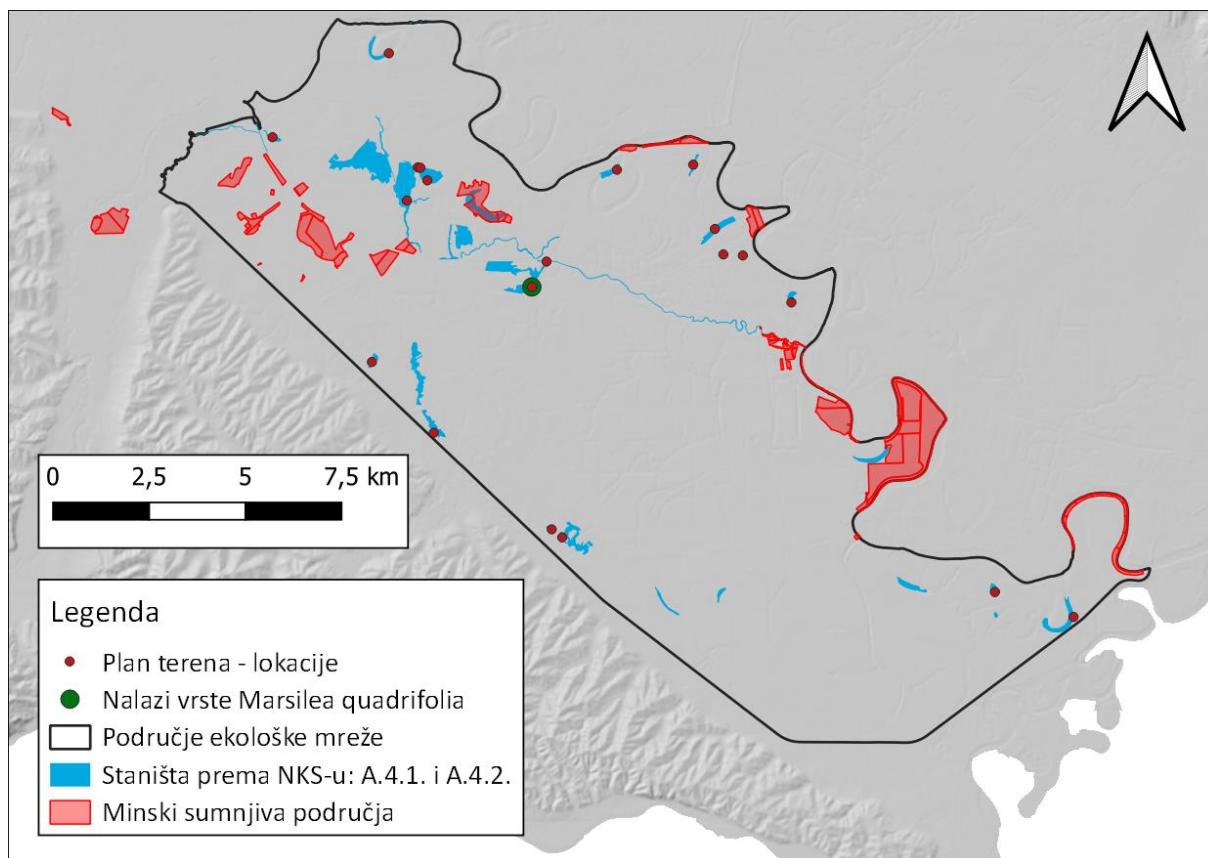 0 2,5 5 7,5 km
Legenda
Plan terena - lokacije
Nalazi vrste Marsilea quadrifolia
Područje ekološke mreže
Staništa prema NKS-u: A.4.1. i A.4.2.
Minski sumnjiva područja